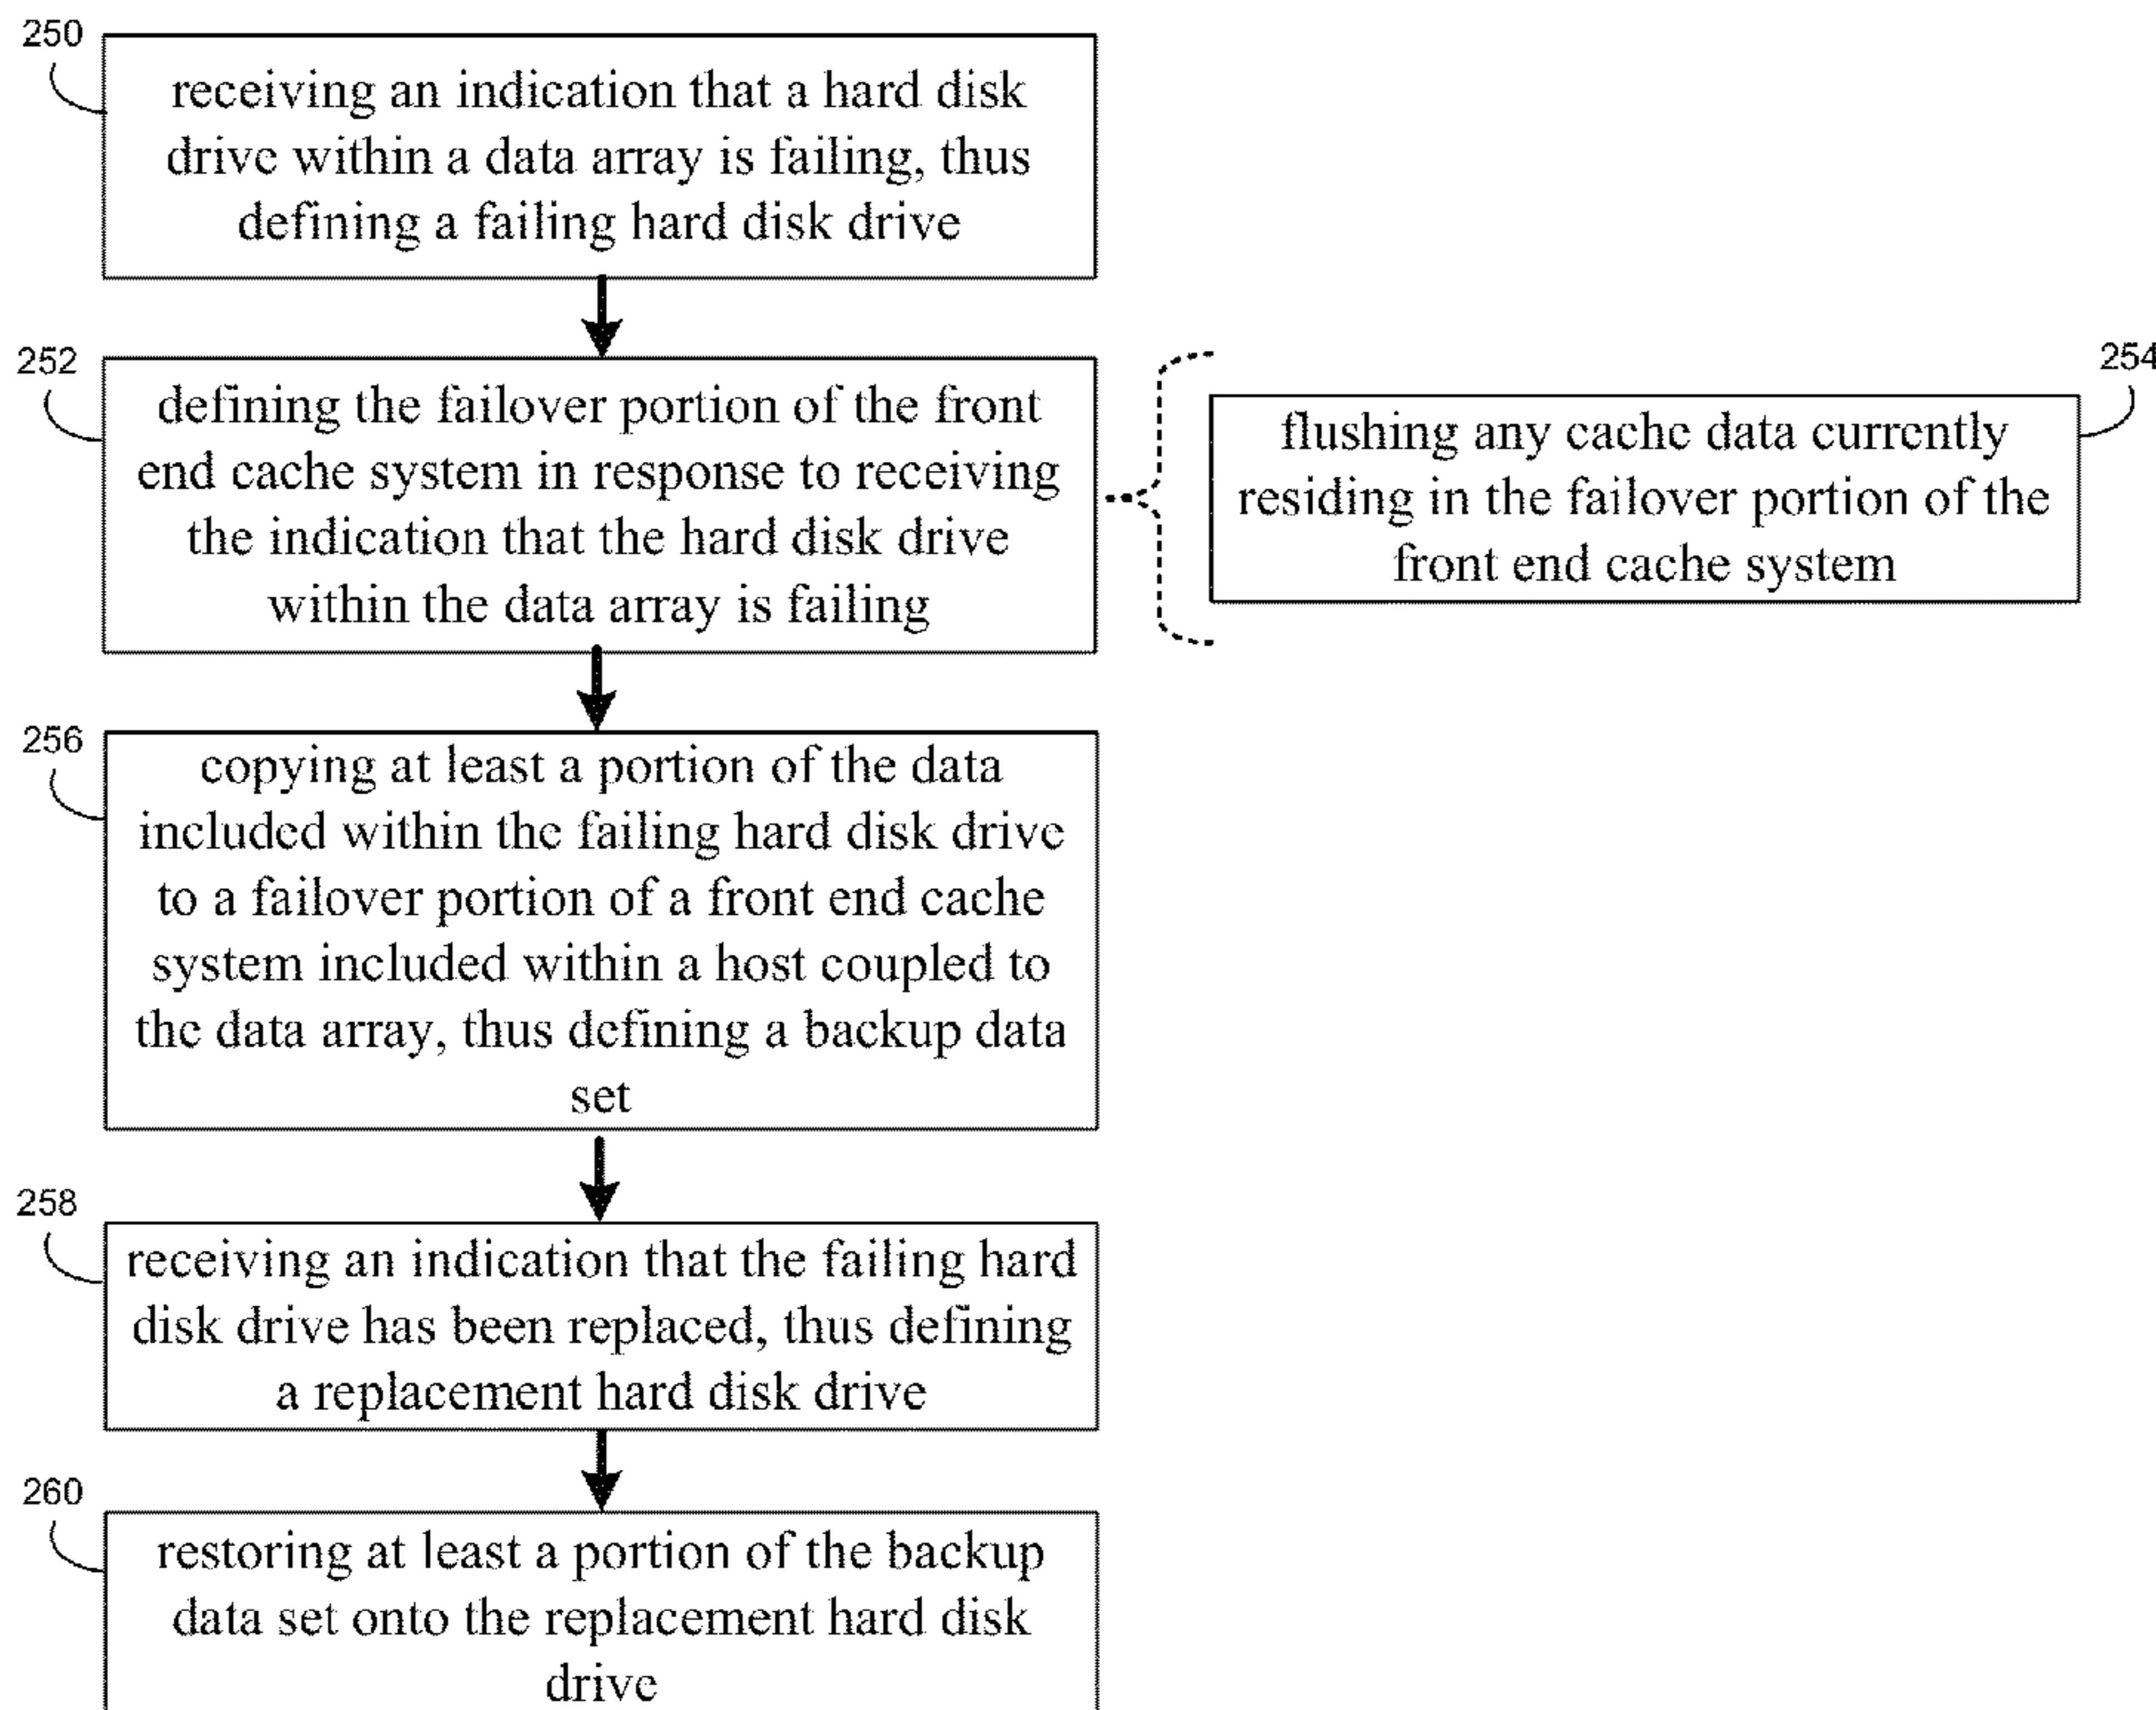 250
receiving an indication that a hard disk
drive within a data array is failing, thus
defining a failing hard disk drive
252
defining the failover portion of the front
end cache system in response to receiving
the indication that the hard disk drive
within the data array is failing
254
flushing any cache data currently
residing in the failover portion of the
front end cache system
256
copying at least a portion of the data
included within the failing hard disk drive
to a failover portion of a front end cache
system included within a host coupled to
the data array, thus defining a backup data
set
258
receiving an indication that the failing hard
disk drive has been replaced, thus defining
a replacement hard disk drive
260
restoring at least a portion of the backup
data set onto the replacement hard disk
drive